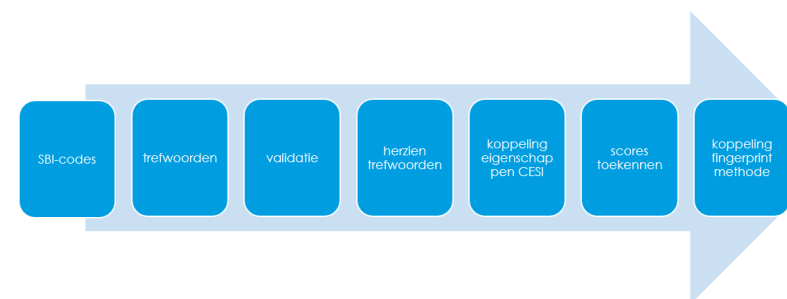 SBI-codes
trefwoorden
validatie
herzien
trefwoorden
koppeling
eigenschap
pen CESI
scores
toekennen
koppeling
fingerprint
methode